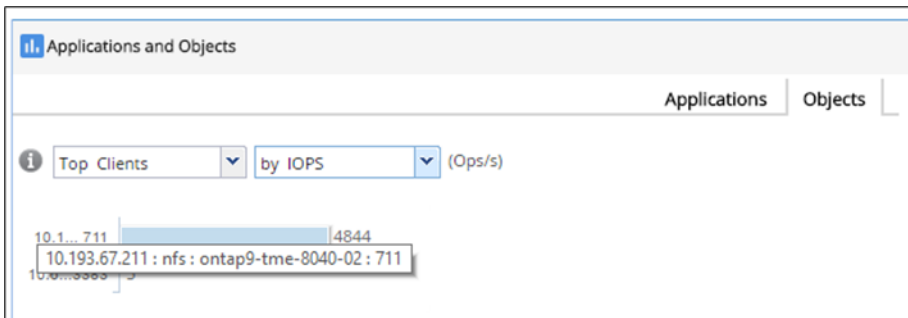 Applications and Objects
Applications Objects
i Top Clients by IOPS (Ops/s)
10.1... 711 4844
10.193.67.211 : nfs : ontap9-tme-8040-02 : 711